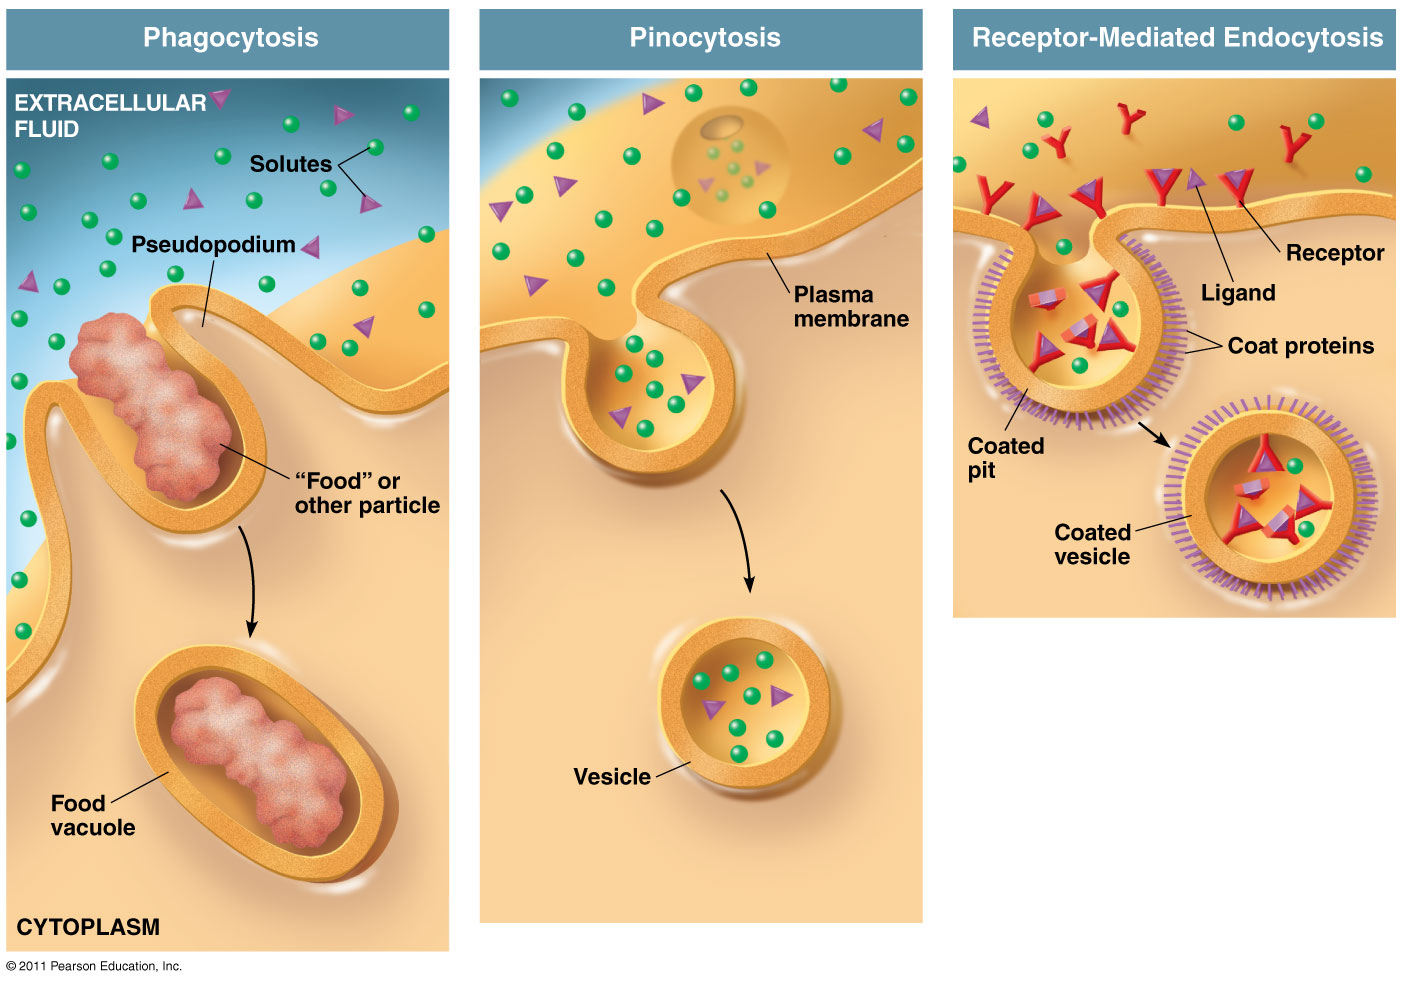 Phagocytosis
EXTRACELLULAR
FLUID
Solutes
Pseudopodium
“Food” or
other particle
Food
vacuole
CYTOPLASM
Pinocytosis
Plasma
membrane
Vesicle
Receptor-Mediated Endocytosis
Receptor
Ligand
Coat proteins
Coated
pit
Coated
vesicle
© 2011 Pearson Education, Inc.